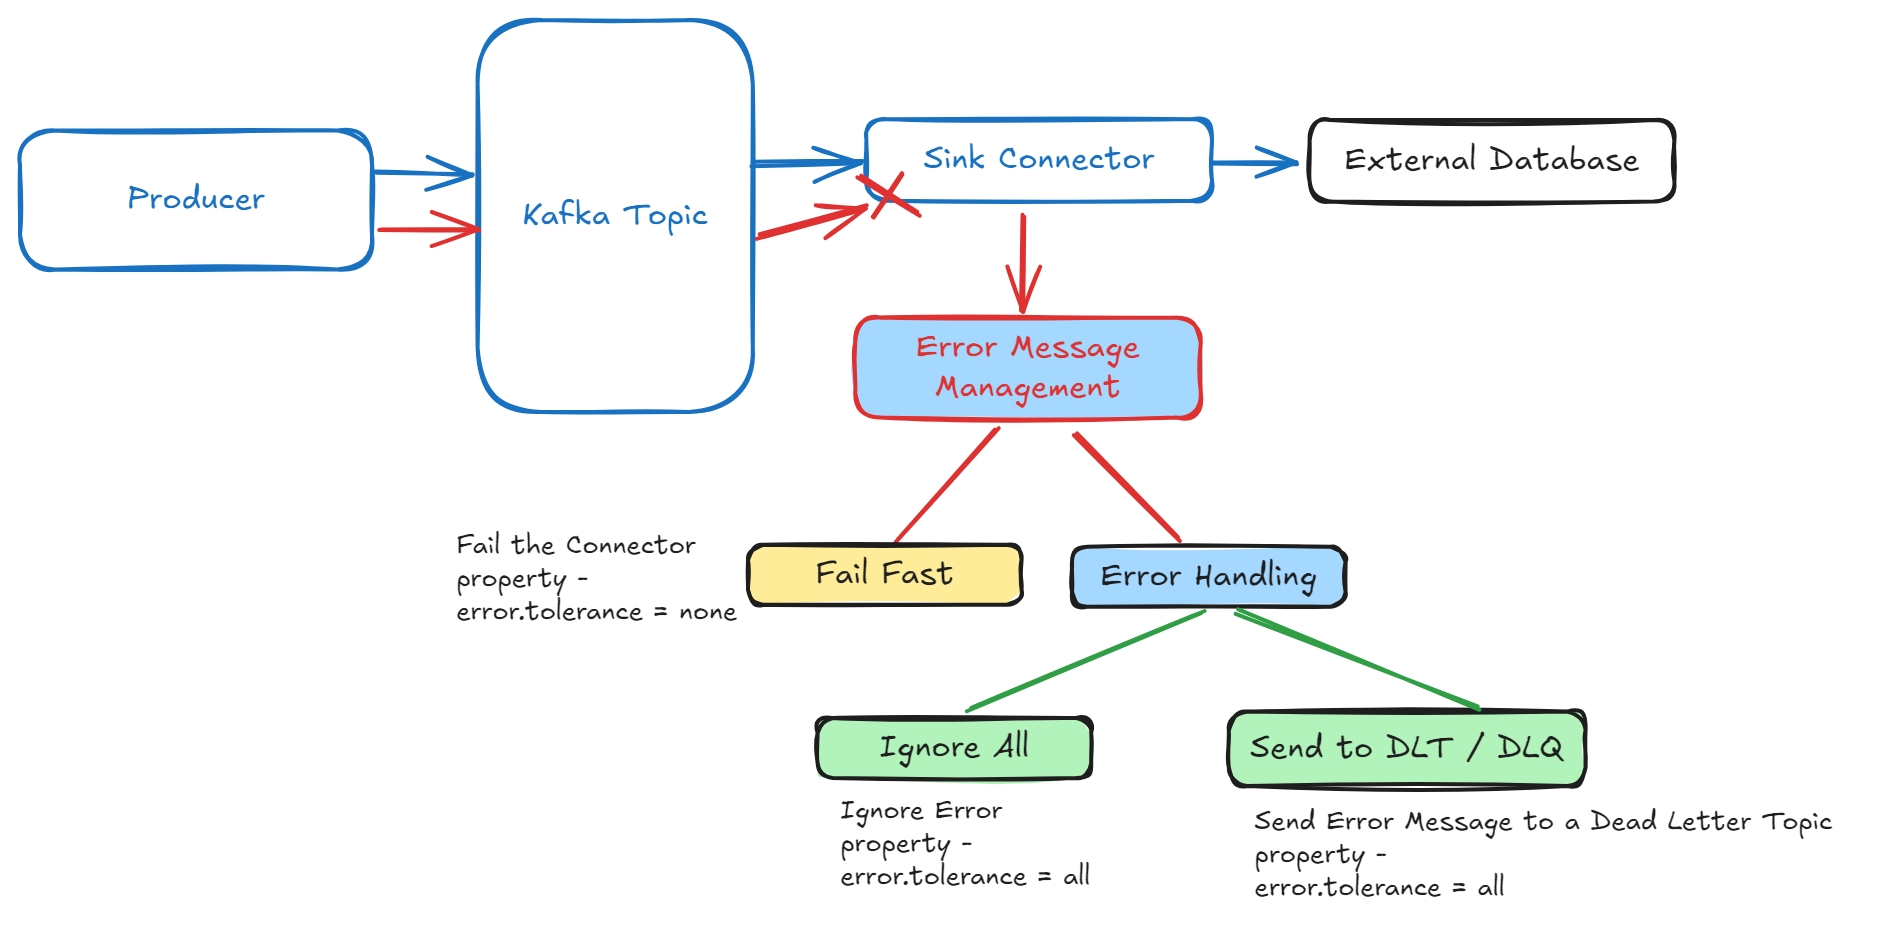 Producer
Kafka Topic
Sink Connector
External Database
Error Message
Management
Fail the Connector
property -
error.tolerance = none
Fail Fast
Error Handling
Ignore All
Send to DLT / DLQ
Ignore Error
property -
error.tolerance = all
Send Error Message to a Dead Letter Topic
property -
error.tolerance = all